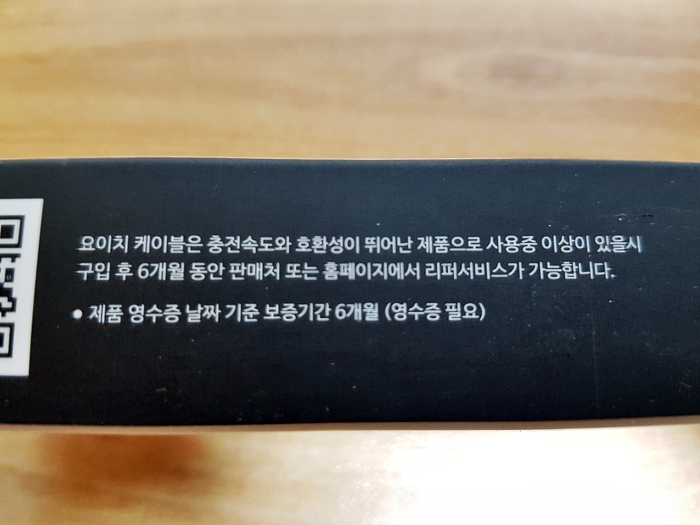 요이치 케이블은 충전속도와 호환성이 뛰어난 제품으로 사용중 이상이 있을시
구입 후 6개월 동안 판매처 또는 홈페이지에서 리퍼서비스가 가능합니다.
• 제품 영수증 날짜 기준 보증기간 6개월 (영수증 필요)